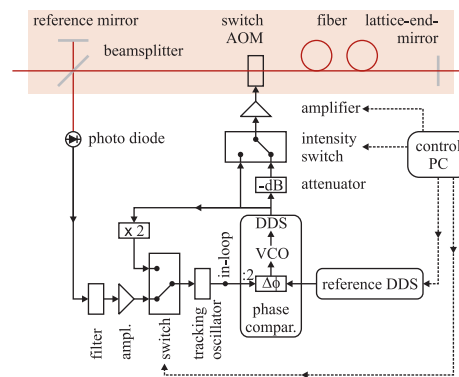 reference mirror
beamsplitter
switch
AOM
fiber
lattice-end-
mirror
amplifier
photo diode
intensity
switch
control
PC
-dB
attenuator
x 2
DDS
VCO
in-loop
:2
Δϕ
reference DDS
phase
compar.
filter
ampl.
switch
tracking
oscillator